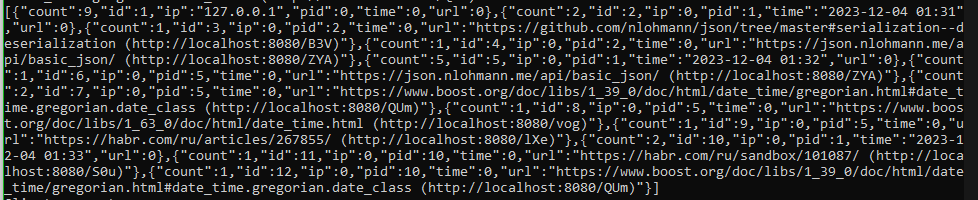 [{"count":9,"id":1,"ip":"127.0.0.1","pid":0,"time":0,"url":0},{"count":2,"id":2,"ip":0,"pid":1,"time":"2023-12-04 01:31"
,"url":0},{"count":1,"id":3,"ip":0,"pid":2,"time":0,"url":"https://github.com/nlohmann/json/tree/master#serialization--d
eserialization (http://localhost:8080/B3V)"},{"count":1,"id":4,"ip":0,"pid":2,"time":0,"url":"https://json.nlohmann.me/a
pi/basic_json/ (http://localhost:8080/ZYA)"},{"count":5,"id":5,"ip":0,"pid":1,"time":"2023-12-04 01:32","url":0},{"count
":1,"id":6,"ip":0,"pid":5,"time":0,"url":"https://json.nlohmann.me/api/basic_json/ (http://localhost:8080/ZYA)"},{"count
":2,"id":7,"ip":0,"pid":5,"time":0,"url":"https://www.boost.org/doc/libs/1_39_0/doc/html/date_time/gregorian.html#date_t
ime.gregorian.date_class (http://localhost:8080/QUm)"},{"count":1,"id":8,"ip":0,"pid":5,"time":0,"url":"https://www.boos
t.org/doc/libs/1_63_0/doc/html/date_time.html (http://localhost:8080/vog)"},{"count":1,"id":9,"ip":0,"pid":5,"time":0,"u
rl":"https://habr.com/ru/articles/267855/ (http://localhost:8080/lXe)"},{"count":2,"id":10,"ip":0,"pid":1,"time":"2023-1
2-04 01:33","url":0},{"count":1,"id":11,"ip":0,"pid":10,"time":0,"url":"https://habr.com/ru/sandbox/101087/ (http://loca
lhost:8080/S0u)"},{"count":1,"id":12,"ip":0,"pid":10,"time":0,"url":"https://www.boost.org/doc/libs/1_39_0/doc/html/date
_time/gregorian.html#date_time.gregorian.date_class (http://localhost:8080/QUm)"}]